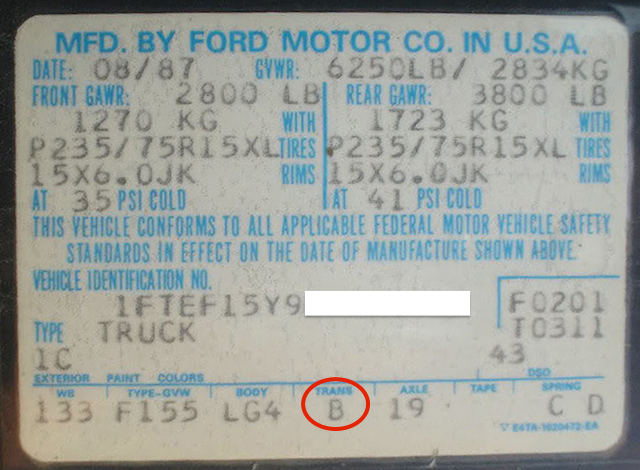 MFD. BY FORD MOTOR CO. IN U.S.A.
DATE: 08/87 GVWR: 6250LB/ 2834KG
FRONT GAWR: 2800 LB REAR GAWR: 3800 LB
1270 KG WITH 1723 KG WITH
P235/75R15XL TIRES P235/75R15XL TIRES
15X6.0JK RIMS 15X6.0JK RIMS
AT 35 PSI COLD AT 41 PSI COLD
THIS VEHICLE CONFORMS TO ALL APPLICABLE FEDERAL MOTOR VEHICLE SAFETY
STANDARDS IN EFFECT ON THE DATE OF MANUFACTURE SHOWN ABOVE.
VEHICLE IDENTIFICATION NO.
1FTEF15Y9 F0201
TYPE TRUCK T0311
1C 43
EXTERIOR PAINT COLORS DSO
WB TYPE-GVW BODY TRANS AXLE TAPE SPRING
133 F155 LG4 B 19 C D
E4TA-1520472-EA